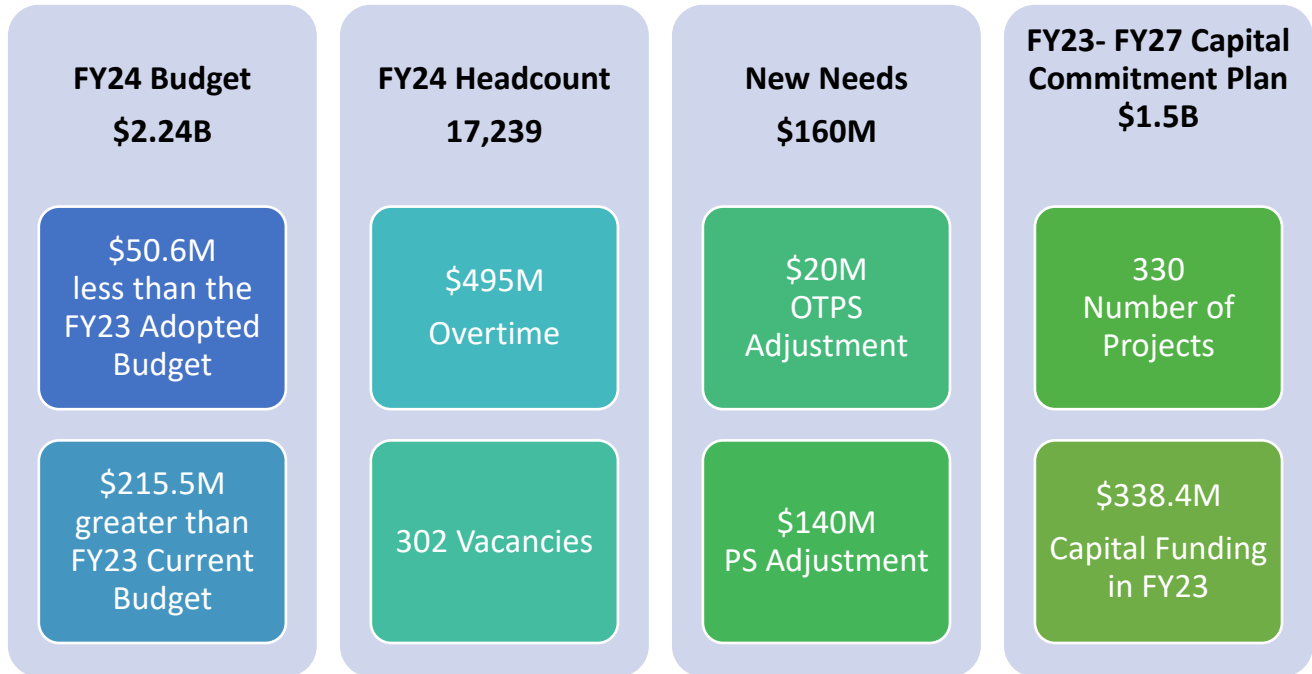 FY24 Budget
$2.24B
$50.6M
less than the
FY23 Adopted
Budget
$215.5M
greater than
FY23 Current
Budget
FY24 Headcount
17,239
$495M
Overtime
302 Vacancies
New Needs
$160M
$20M
OTPS
Adjustment
$140M
PS Adjustment
FY23- FY27 Capital
Commitment Plan
$1.5B
330
Number of
Projects
$338.4M
Capital Funding
in FY23